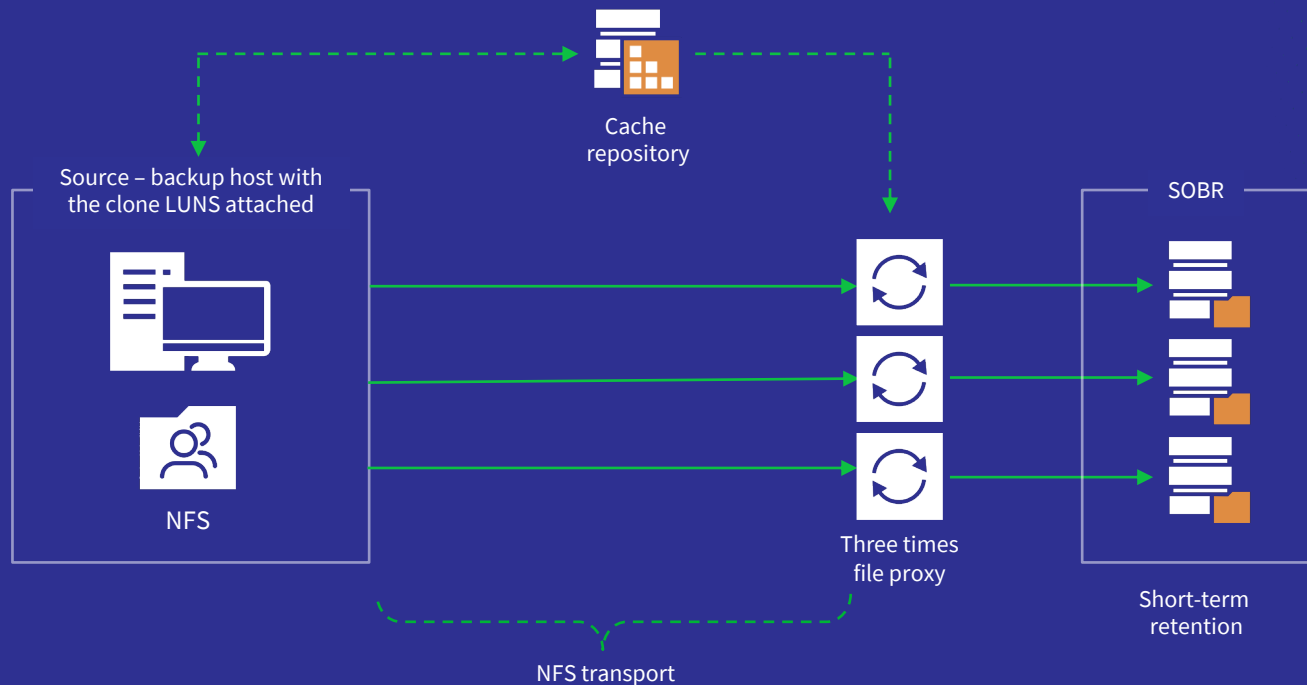 Cache
repository
Source – backup host with
the clone LUNS attached
SOBR
NFS
Three times
file proxy
Short-term
retention
NFS transport